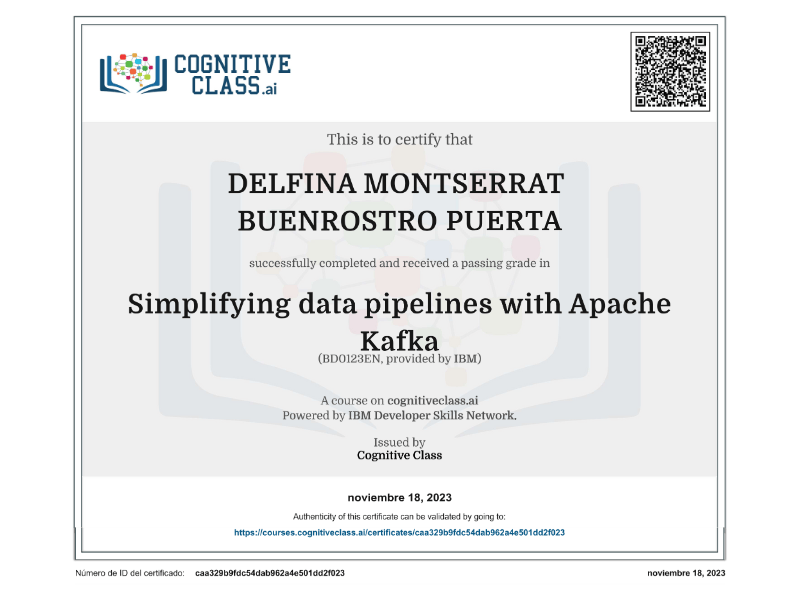 COGNITIVE
CLASS.ai
This is to certify that
DELFINA MONTSERRAT
BUENROSTRO PUERTA
successfully completed and received a passing grade in
Simplifying data pipelines with Apache
Kafka
(BD0123EN, provided by IBM)
A course on cognitiveclass.ai
Powered by IBM Developer Skills Network.
Issued by
Cognitive Class
noviembre 18, 2023
Authenticity of this certificate can be validated by going to:
https://courses.cognitiveclass.ai/certificates/caa329b9fdc54dab962a4e501dd2f023
Número de ID del certificado: caa329b9fdc54dab962a4e501dd2f023 noviembre 18, 2023